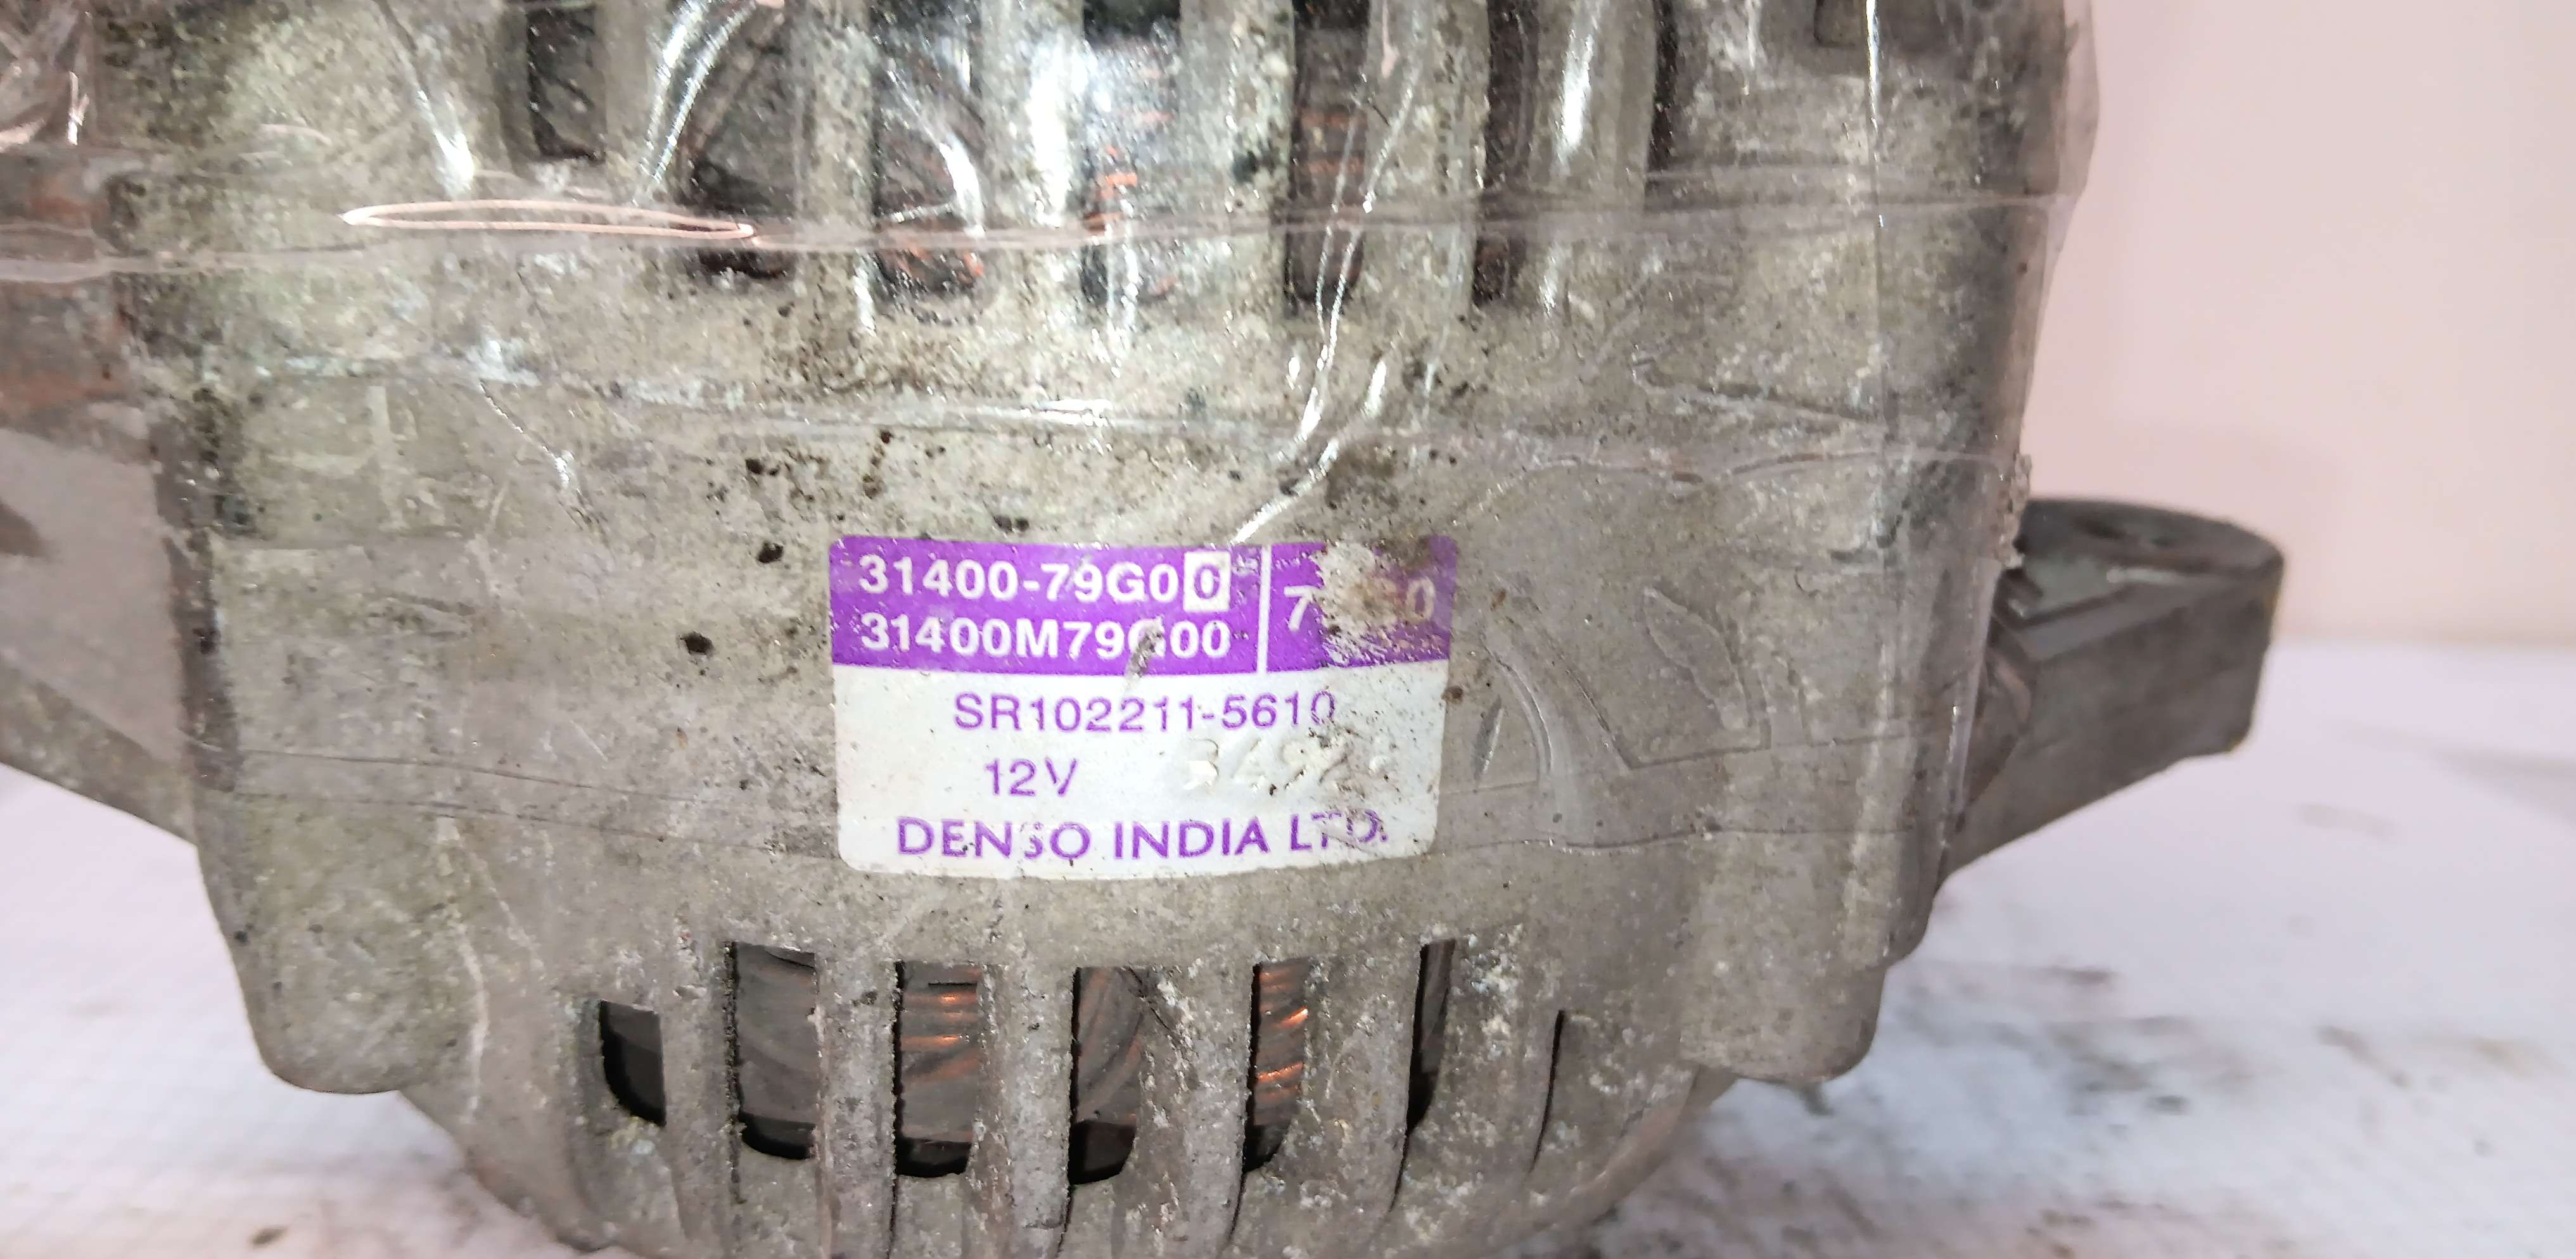 31400-79G00
31400M79G00
SR102211-5610
12V
DENSO INDIA LTD.